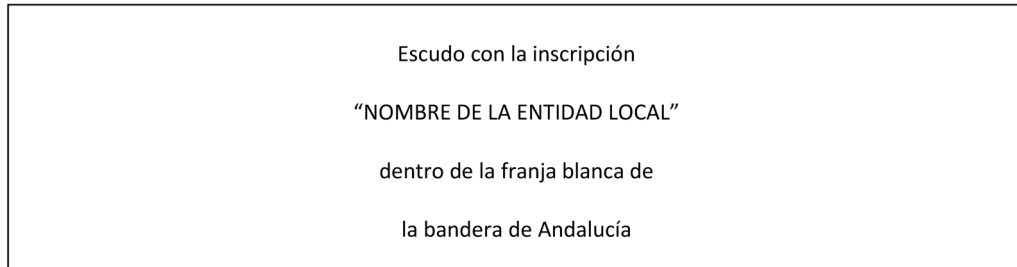 Escudo con la inscripción
“NOMBRE DE LA ENTIDAD LOCAL”
dentro de la franja blanca de
la bandera de Andalucía